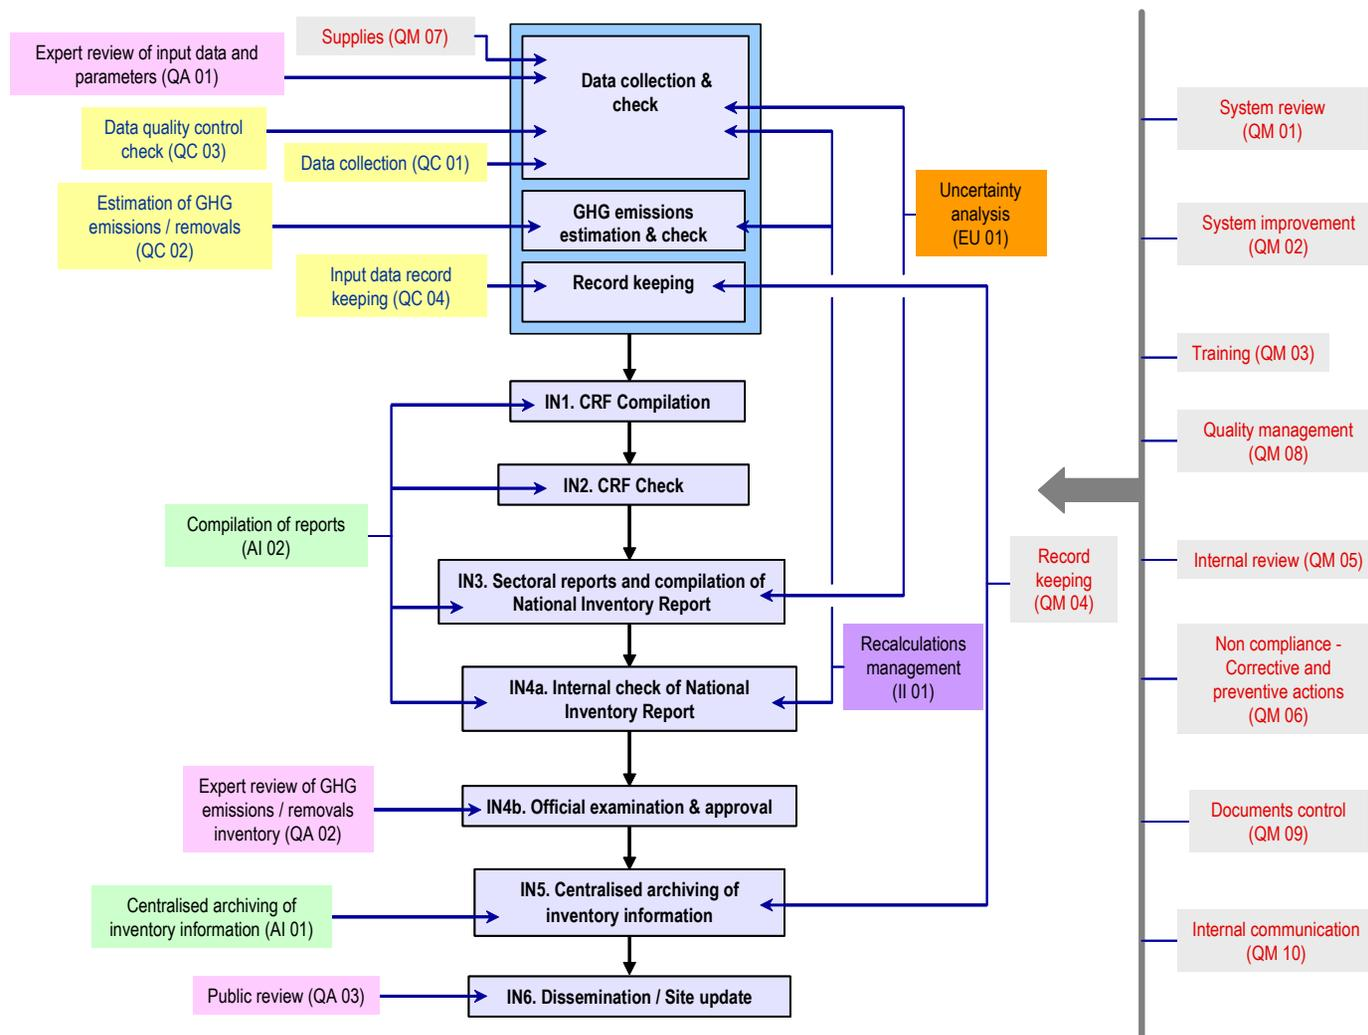 Supplies (QM 07)
Expert review of input data and
parameters (QA 01)
Data quality control
check (QC 03)
Data collection (QC 01)
Estimation of GHG
emissions / removals
(QC 02)
Input data record
keeping (QC 04)
Data collection &
check
GHG emissions
estimation & check
Record keeping
Uncertainty
analysis
(EU 01)
IN1. CRF Compilation
IN2. CRF Check
Compilation of reports
(AI 02)
IN3. Sectoral reports and compilation of
National Inventory Report
Record
keeping
(QM 04)
Recalculations
management
(II 01)
IN4a. Internal check of National
Inventory Report
Expert review of GHG
emissions / removals
inventory (QA 02)
IN4b. Official examination & approval
Centralised archiving of
inventory information (AI 01)
IN5. Centralised archiving of
inventory information
Public review (QA 03)
IN6. Dissemination / Site update
System review
(QM 01)
System improvement
(QM 02)
Training (QM 03)
Quality management
(QM 08)
Internal review (QM 05)
Non compliance -
Corrective and
preventive actions
(QM 06)
Documents control
(QM 09)
Internal communication
(QM 10)